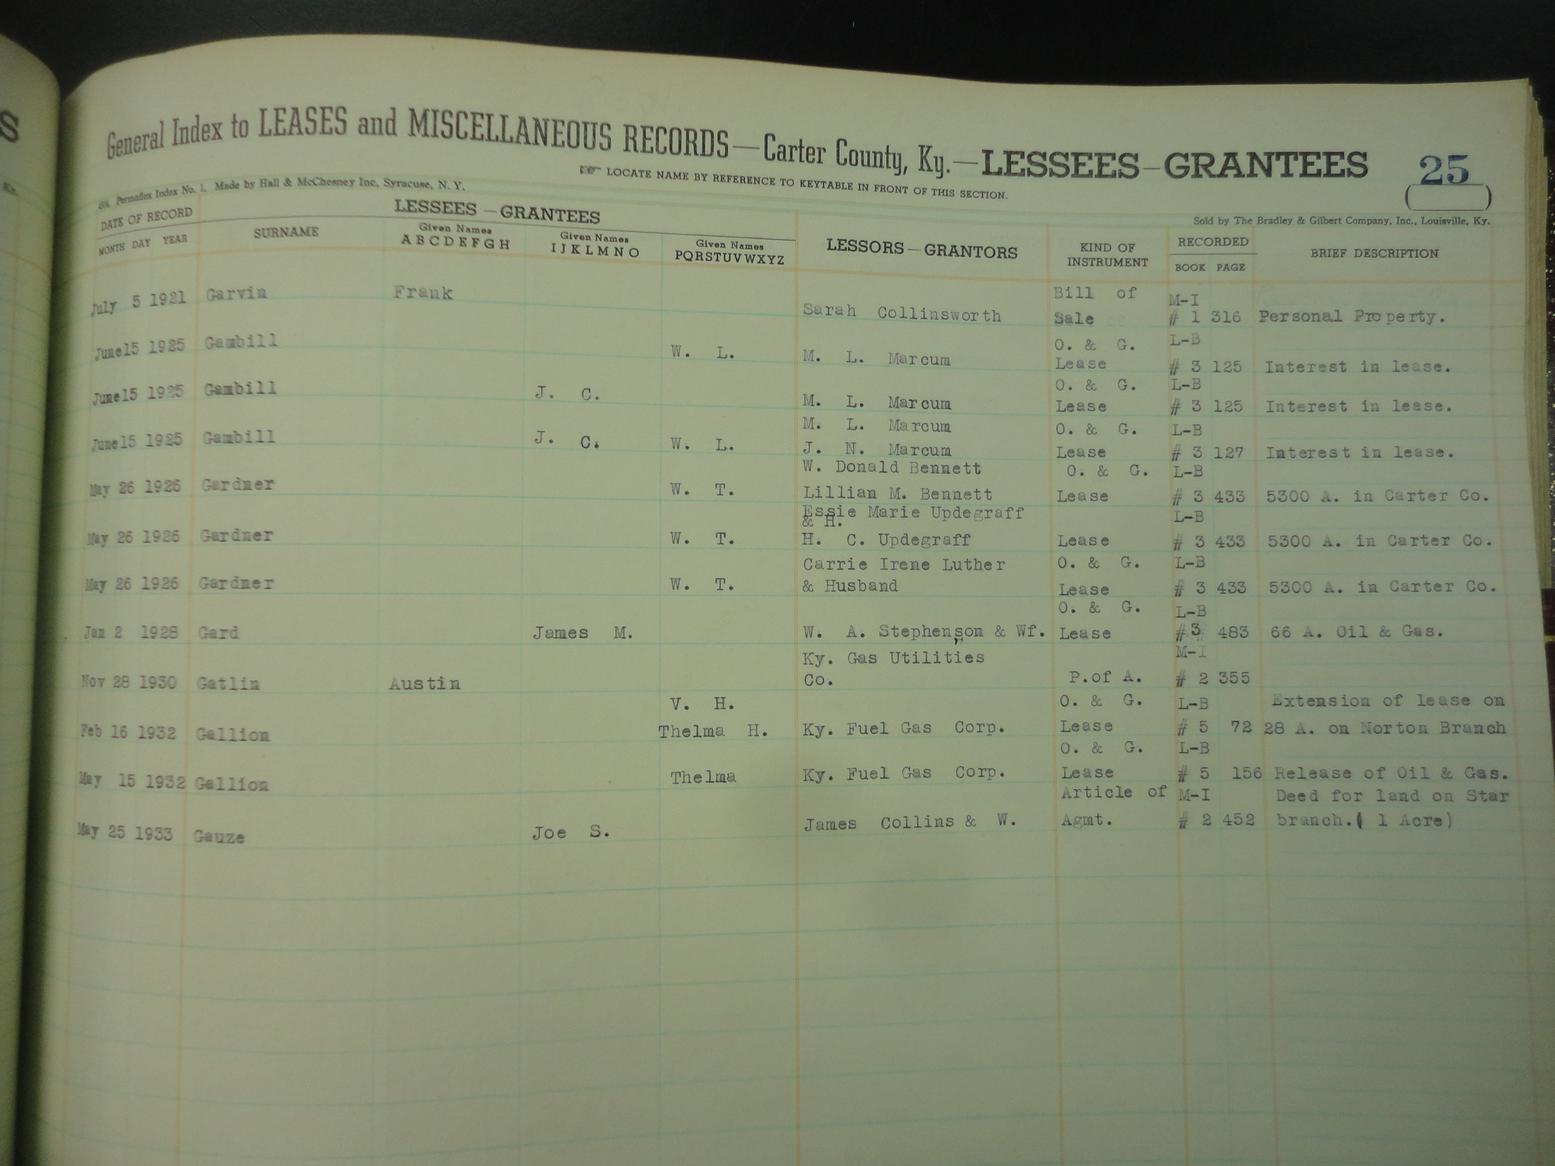 General Index to LEASES and MISCELLANEOUS RECORDS—Carter County, Ky.—LESSEES—GRANTEES 25
LOCATE NAME BY REFERENCE TO KEYTABLE IN FRONT OF THIS SECTION.
Permaflex Index No. 1. Made by Hall & McChesney Inc, Syracuse, N. Y.
Sold by The Bradley & Gilbert Company, Inc., Louisville, Ky.
DATE OF RECORD LESSEES—GRANTEES LESSORS—GRANTORS KIND OF INSTRUMENT RECORDED BRIEF DESCRIPTION
MONTH DAY YEAR SURNAME Given Names ABCDEFGH Given Names IJKLMNO Given Names PQRSTUVWXYZ BOOK PAGE
July 5 1921 Garvin Frank Bill of M-I
Sarah Collinsworth Sale # 1 316 Personal Property.
June15 1925 Gambill W. L. O. & G. L-B
M. L. Marcum Lease # 3 125 Interest in lease.
June15 1925 Gambill J. C. O. & G. L-B
M. L. Marcum Lease # 3 125 Interest in lease.
M. L. Marcum O. & G. L-B
June15 1925 Gambill J. C. W. L. J. N. Marcum Lease # 3 127 Interest in lease.
W. Donald Bennett O. & G. L-B
May 26 1926 Gardner W. T. Lillian M. Bennett Lease # 3 433 5300 A. in Carter Co.
Essie Marie Updegraff L-B
& H.
May 26 1926 Gardner W. T. H. C. Updegraff Lease # 3 433 5300 A. in Carter Co.
Carrie Irene Luther O. & G. L-B
May 26 1926 Gardner W. T. & Husband Lease # 3 433 5300 A. in Carter Co.
O. & G. L-B
Jan 2 1928 Gard James M. W. A. Stephenson & Wf. Lease # 3 483 66 A. Oil & Gas.
Ky. Gas Utilities M-I
Nov 28 1930 Gatlin Austin Co. P.of A. # 2 355
V. H. O. & G. L-B Extension of lease on
Feb 16 1932 Gallion Thelma H. Ky. Fuel Gas Corp. Lease # 5 72 28 A. on Norton Branch
O. & G. L-B
May 15 1932 Gallion Thelma Ky. Fuel Gas Corp. Lease # 5 156 Release of Oil & Gas.
Article of M-I Deed for land on Star
May 25 1933 Gauze Joe S. James Collins & W. Agmt. # 2 452 branch.( 1 Acre)